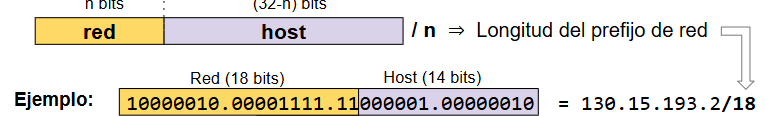 n bits (32-n) bits
red host / n ⇒ Longitud del prefijo de red
Red (18 bits) Host (14 bits)
Ejemplo: 10000010.00001111.11000001.00000010 = 130.15.193.2/18